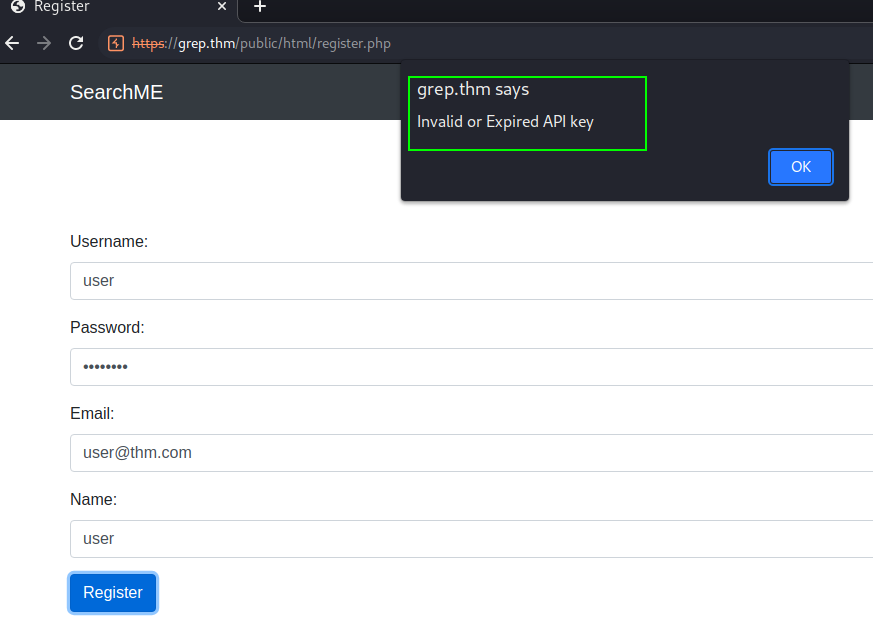 Register
https://grep.thm/public/html/register.php
SearchME
grep.thm says
Invalid or Expired API key
OK
Username:
user
Password:
••••••••
Email:
user@thm.com
Name:
user
Register